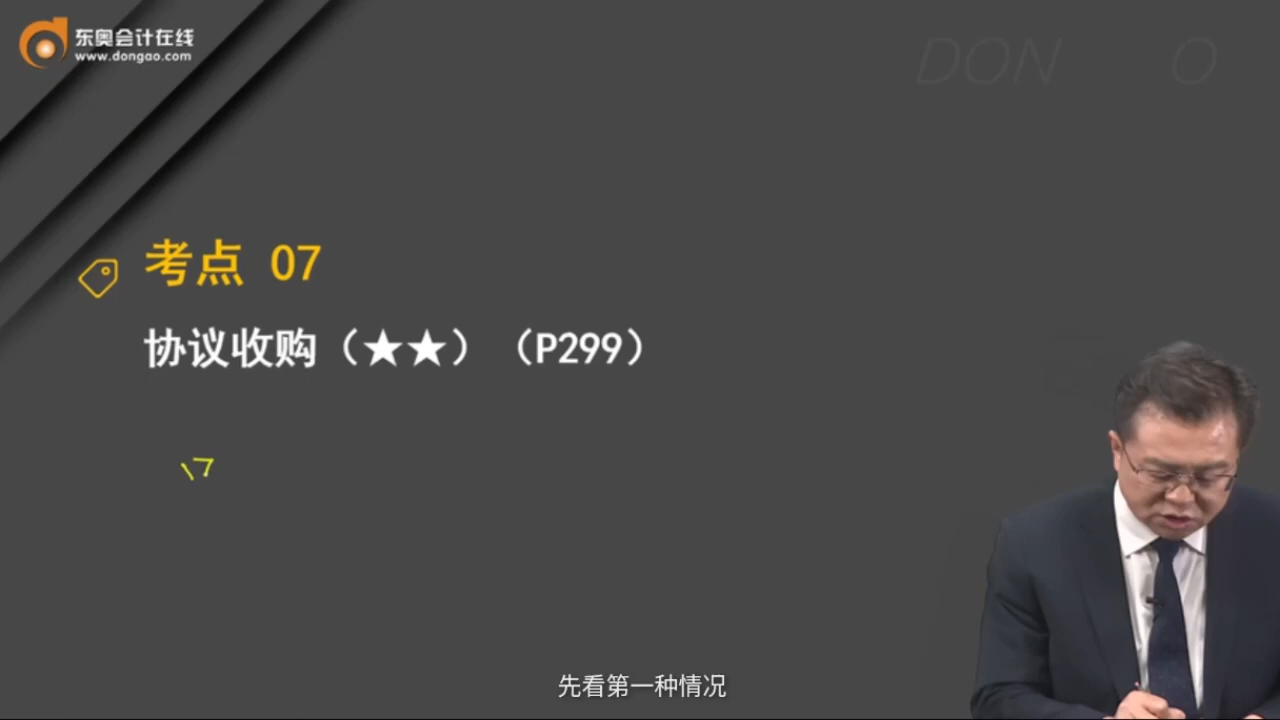 东奥会计在线
www.dongao.com
DON O
考点 07
协议收购（★★）（P299）
先看第一种情况